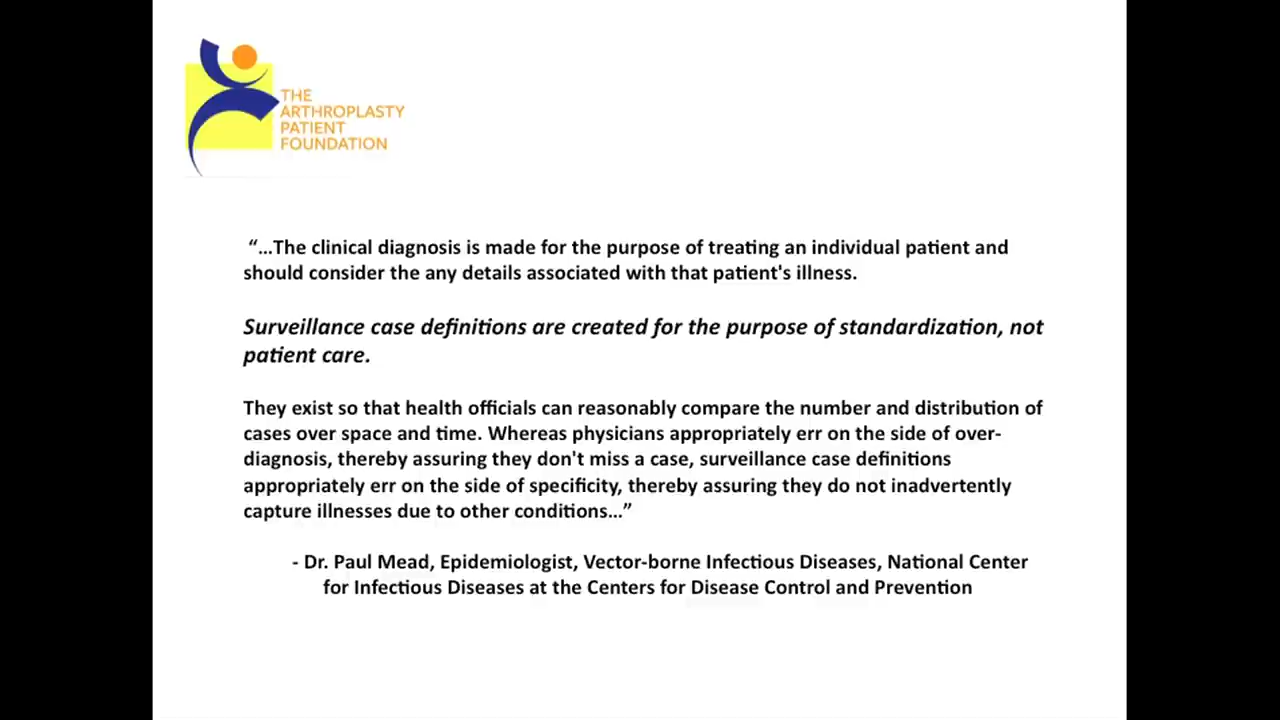 THE
ARTHROPLASTY
PATIENT
FOUNDATION
“...The clinical diagnosis is made for the purpose of treating an individual patient and
should consider the any details associated with that patient's illness.
Surveillance case definitions are created for the purpose of standardization, not
patient care.
They exist so that health officials can reasonably compare the number and distribution of
cases over space and time. Whereas physicians appropriately err on the side of over-
diagnosis, thereby assuring they don't miss a case, surveillance case definitions
appropriately err on the side of specificity, thereby assuring they do not inadvertently
capture illnesses due to other conditions...”
- Dr. Paul Mead, Epidemiologist, Vector-borne Infectious Diseases, National Center
for Infectious Diseases at the Centers for Disease Control and Prevention